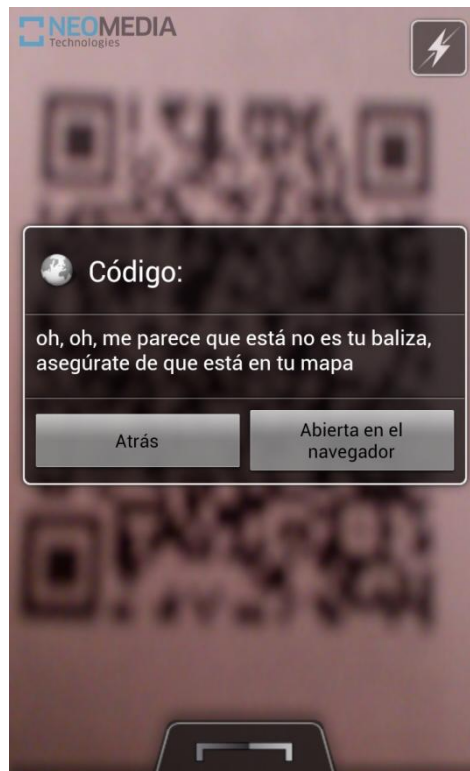 NEOMEDIA
Technologies
Código:
oh, oh, me parece que está no es tu baliza,
asegúrate de que está en tu mapa
Atrás
Abierta en el
navegador